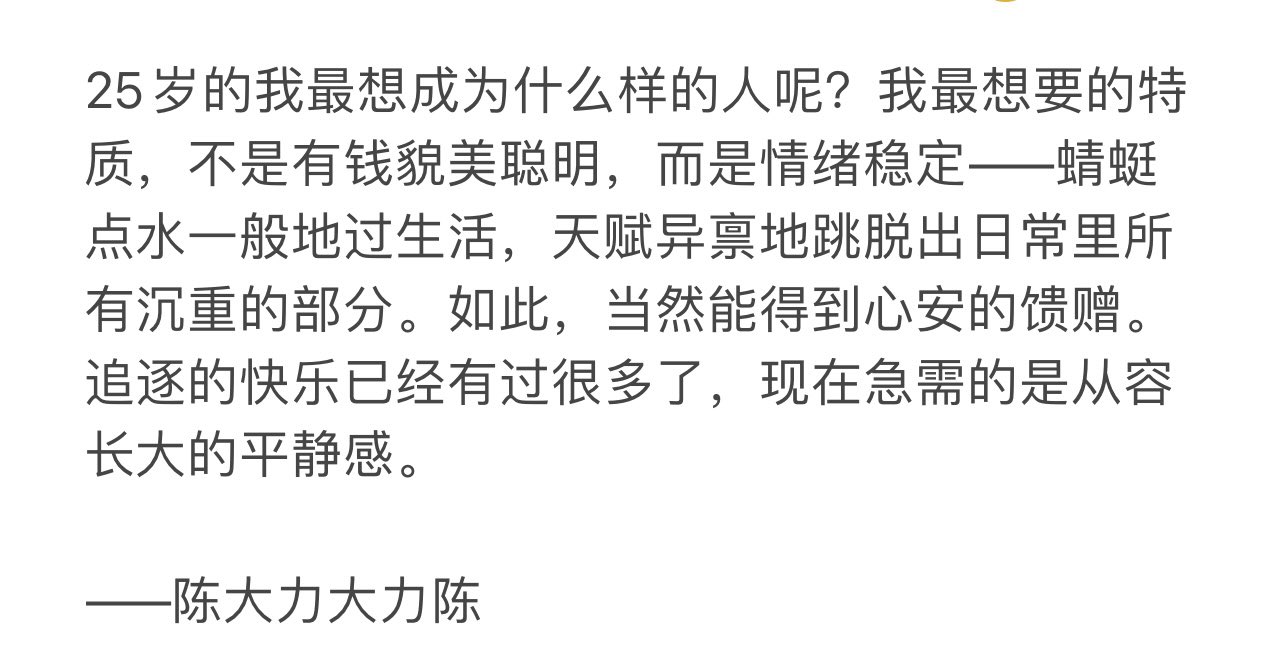 25岁的我最想成为什么样的人呢？我最想要的特
质，不是有钱貌美聪明，而是情绪稳定——蜻蜓
点水一般地过生活，天赋异禀地跳脱出日常里所
有沉重的部分。如此，当然能得到心安的馈赠。
追逐的快乐已经有过很多了，现在急需的是从容
长大的平静感。
——陈大力大力陈